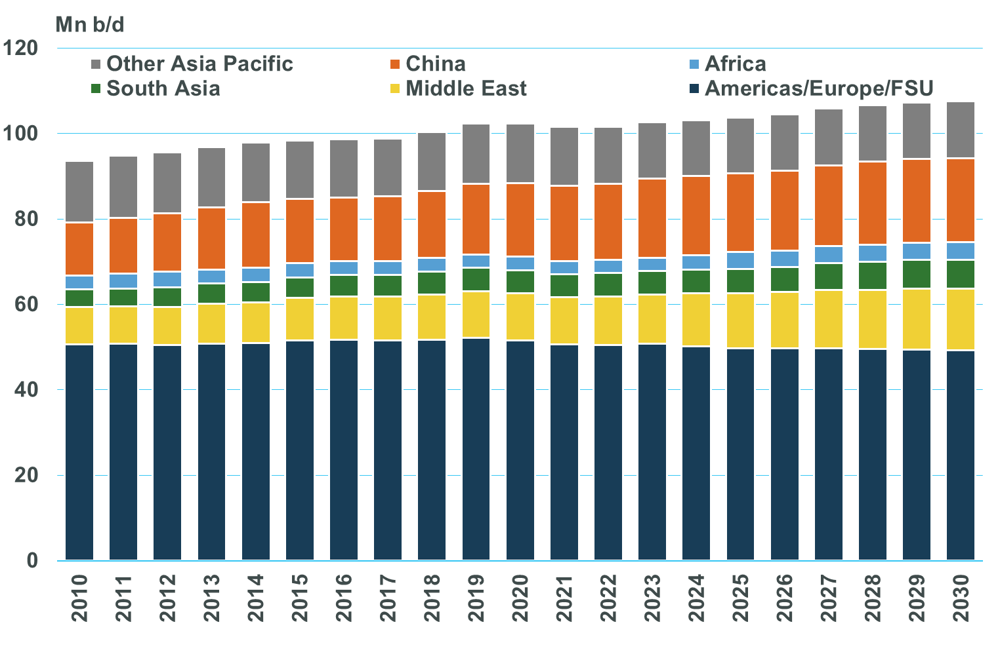 Mn b/d
120
Other Asia Pacific China Africa
South Asia Middle East Americas/Europe/FSU
100
80
60
40
20
0
2010 2011 2012 2013 2014 2015 2016 2017 2018 2019 2020 2021 2022 2023 2024 2025 2026 2027 2028 2029 2030